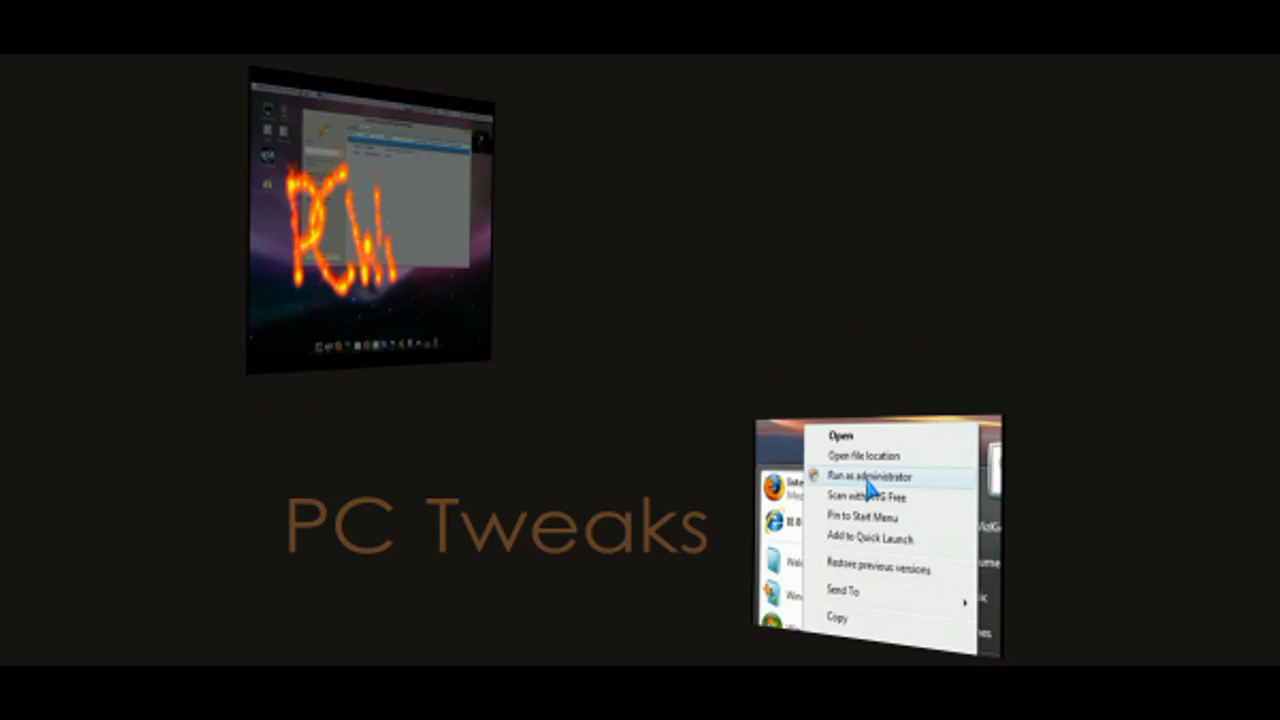 PCWi
PC Tweaks
Open
Open file location
Run as administrator
Pin to Start Menu
Add to Quick Launch
Restore previous versions
Send To
Copy